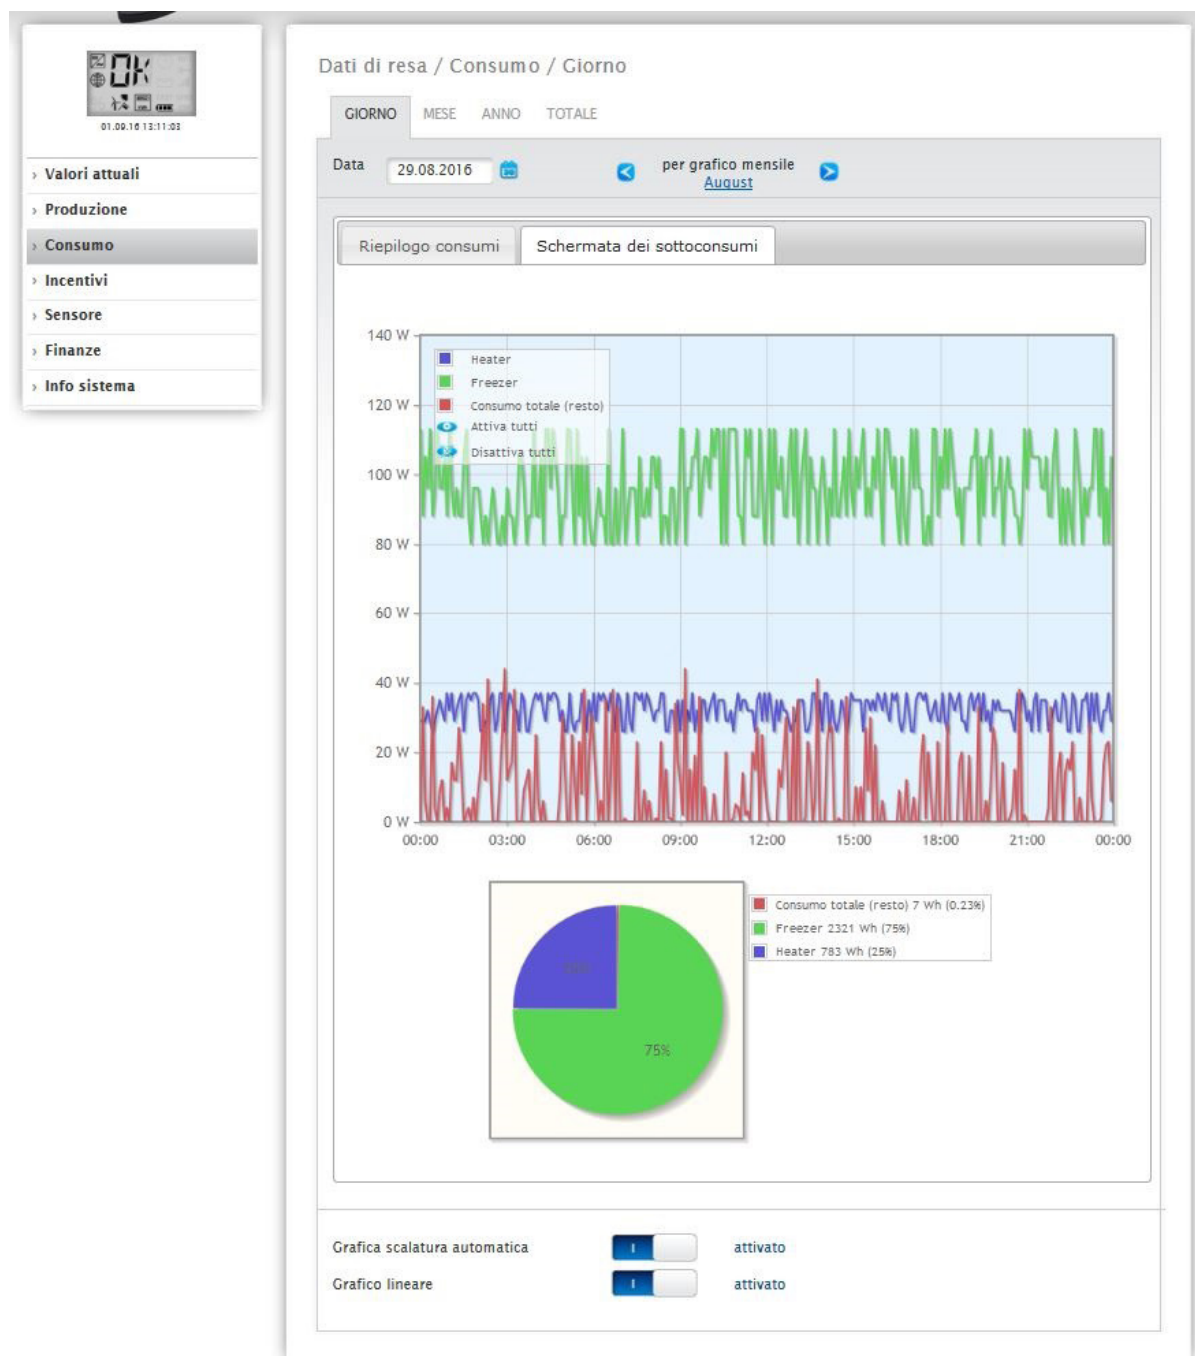 OK
01.09.16 13:11:03
Valori attuali
Produzione
Consumo
Incentivi
Sensore
Finanze
Info sistema
Dati di resa / Consumo / Giorno
GIORNO MESE ANNO TOTALE
Data 29.08.2016 per grafico mensile
August
Riepilogo consumi Schermata dei sottoconsumi
140 W
Heater
Freezer
120 W
Consumo totale (resto)
Attiva tutti
Disattiva tutti
100 W
80 W
60 W
40 W
20 W
0 W
00:00 03:00 06:00 09:00 12:00 15:00 18:00 21:00 00:00
Consumo totale (resto) 7 Wh (0.23%)
Freezer 2321 Wh (75%)
Heater 783 Wh (25%)
75%
Grafica scalatura automatica I attivato
Grafico lineare I attivato